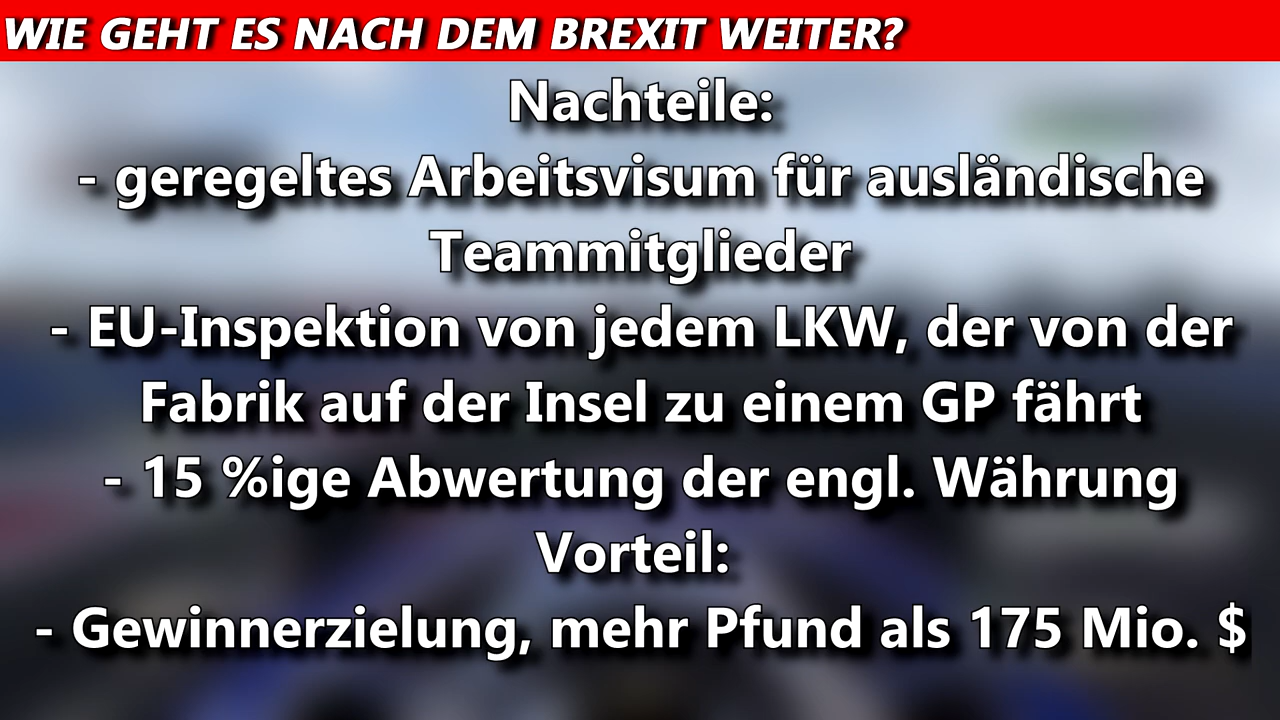 WIE GEHT ES NACH DEM BREXIT WEITER?
Nachteile:
- geregeltes Arbeitsvisum für ausländische
Teammitglieder
- EU-Inspektion von jedem LKW, der von der
Fabrik auf der Insel zu einem GP fährt
- 15 %ige Abwertung der engl. Währung
Vorteil:
- Gewinnerzielung, mehr Pfund als 175 Mio. $